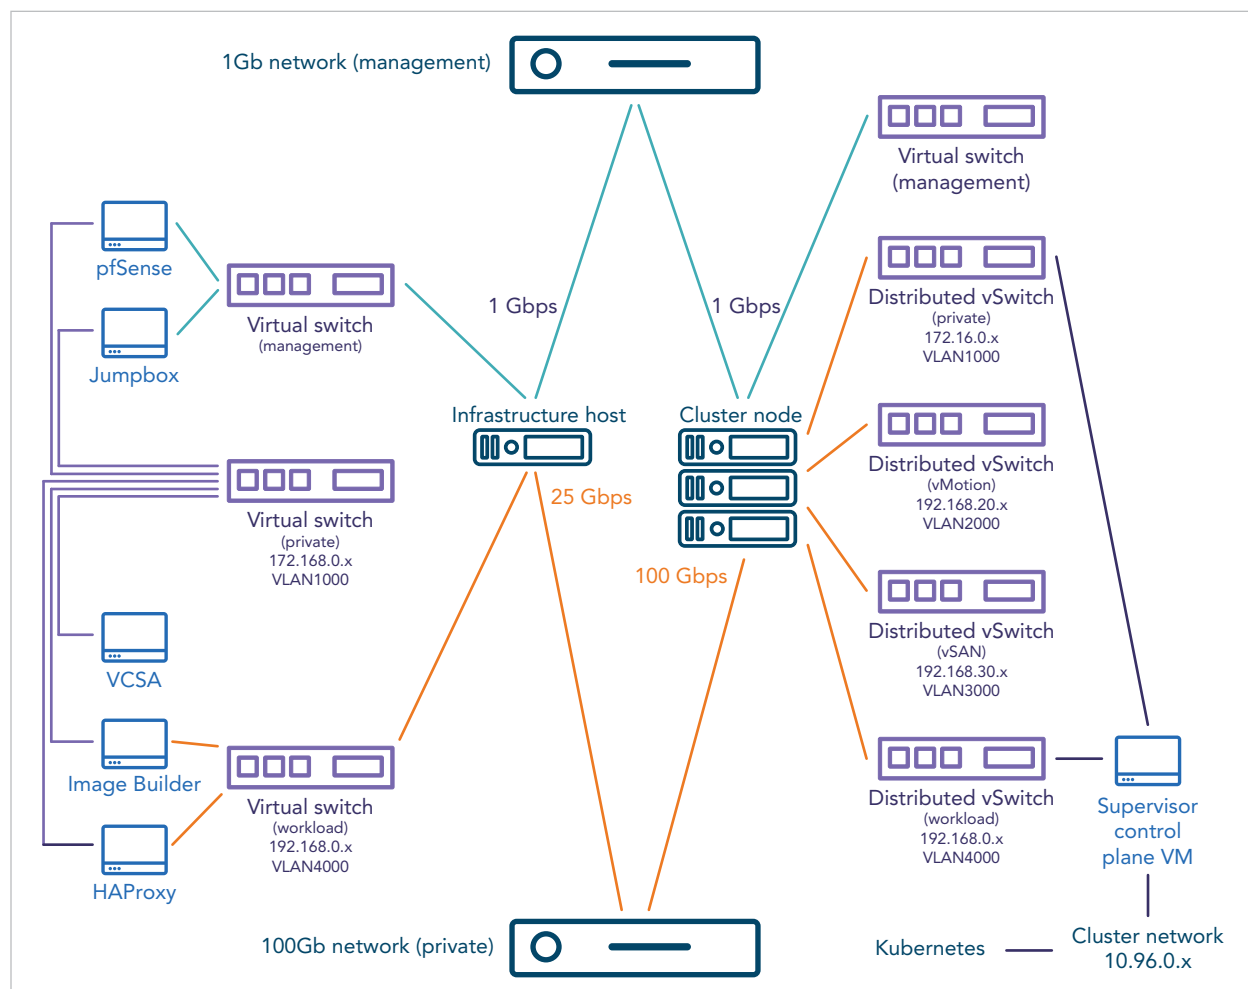 1Gb network (management)
Virtual switch
(management)
pfSense
Virtual switch
(management)
Jumpbox
1 Gbps
1 Gbps
Distributed vSwitch
(private)
172.16.0.x
VLAN1000
Infrastructure host
Cluster node
Distributed vSwitch
(vMotion)
192.168.20.x
VLAN2000
25 Gbps
Virtual switch
(private)
172.168.0.x
VLAN1000
100 Gbps
Distributed vSwitch
(vSAN)
192.168.30.x
VLAN3000
VCSA
Image Builder
Virtual switch
(workload)
192.168.0.x
VLAN4000
HAProxy
Distributed vSwitch
(workload)
192.168.0.x
VLAN4000
Supervisor
control
plane VM
100Gb network (private)
Kubernetes
Cluster network
10.96.0.x